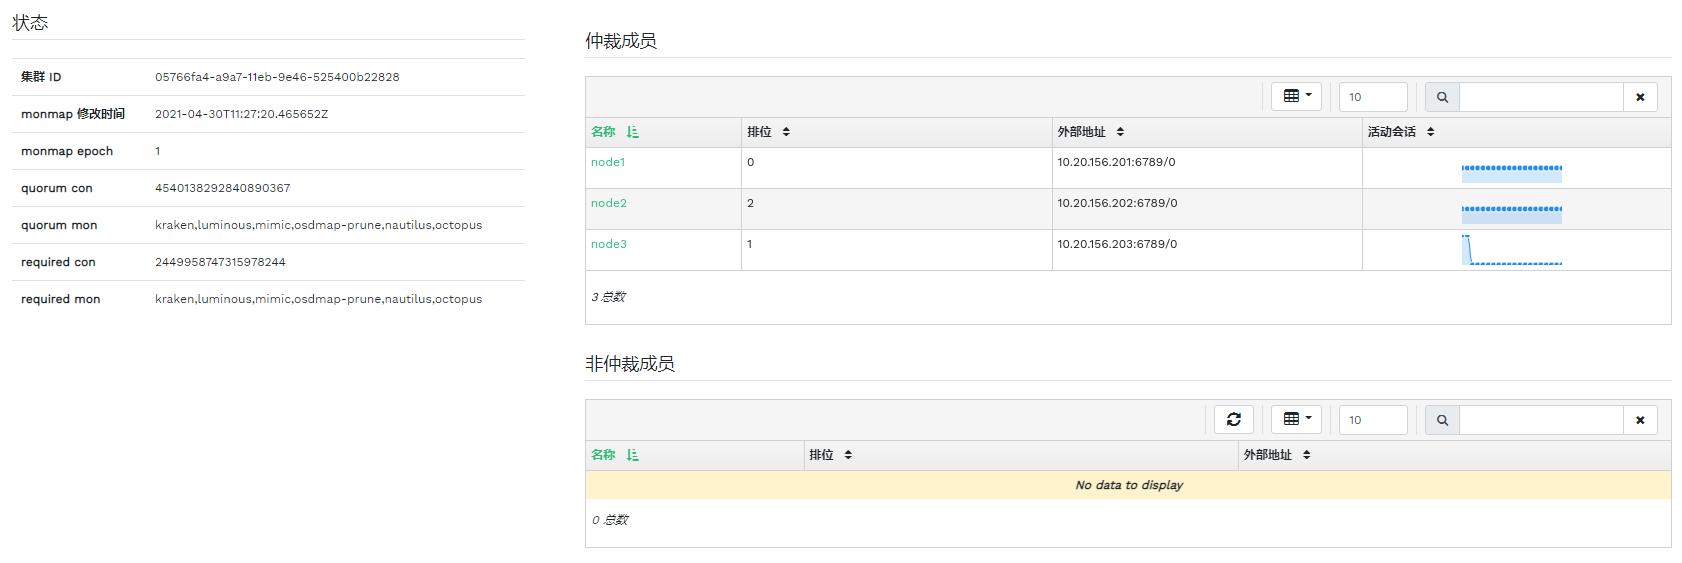 状态
集群 ID 05766fa4-a9a7-11eb-9e46-525400b22828
monmap 修改时间 2021-04-30T11:27:20.465652Z
monmap epoch 1
quorum con 4540138292840890367
quorum mon kraken,luminous,mimic,osdmap-prune,nautilus,octopus
required con 2449958747315978244
required mon kraken,luminous,mimic,osdmap-prune,nautilus,octopus
仲裁成员
10
名称 排位 外部地址 活动会话
node1 0 10.20.156.201:6789/0
node2 2 10.20.156.202:6789/0
node3 1 10.20.156.203:6789/0
3 总数
非仲裁成员
10
名称 排位 外部地址
No data to display
0 总数